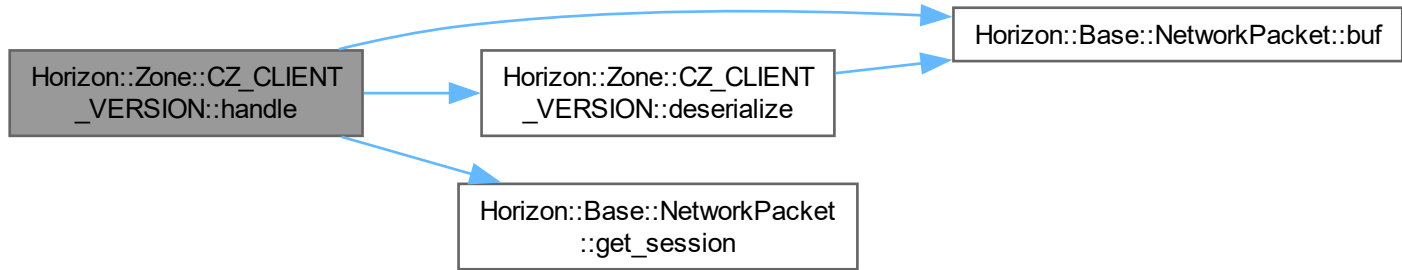 Horizon::Zone::CZ_CLIENT
_VERSION::handle
Horizon::Zone::CZ_CLIENT
_VERSION::deserialize
Horizon::Base::NetworkPacket::buf
Horizon::Base::NetworkPacket
::get_session